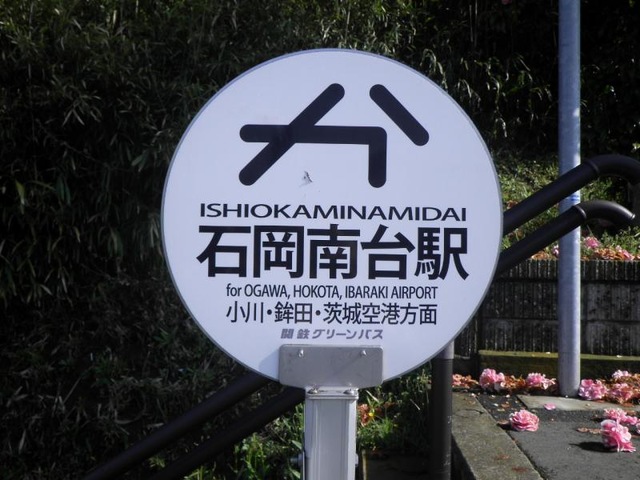 ISHIOKAMINAMIDAI
石岡南台駅
for OGAWA, HOKOTA, IBARAKI AIRPORT
小川・鉾田・茨城空港方面
関鉄グリーンバス